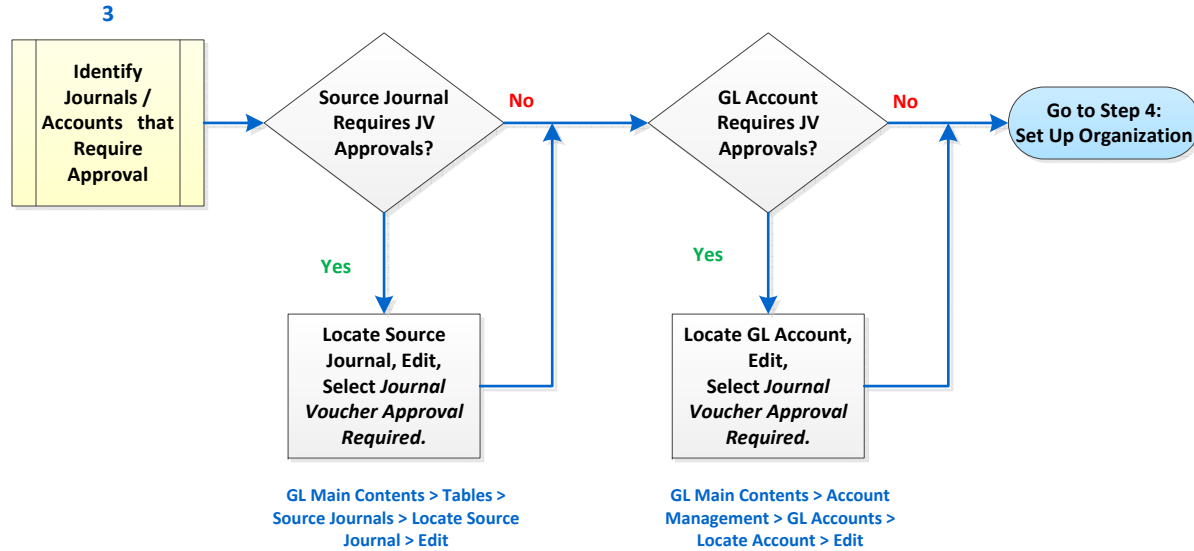 3
Identify
Journals /
Accounts that
Require
Approval
Source Journal
Requires JV
Approvals?
No
GL Account
Requires JV
Approvals?
No
Go to Step 4:
Set Up Organization
Yes
Yes
Locate Source
Journal, Edit,
Select Journal
Voucher Approval
Required.
Locate GL Account,
Edit,
Select Journal
Voucher Approval
Required.
GL Main Contents > Tables >
Source Journals > Locate Source
Journal > Edit
GL Main Contents > Account
Management > GL Accounts >
Locate Account > Edit